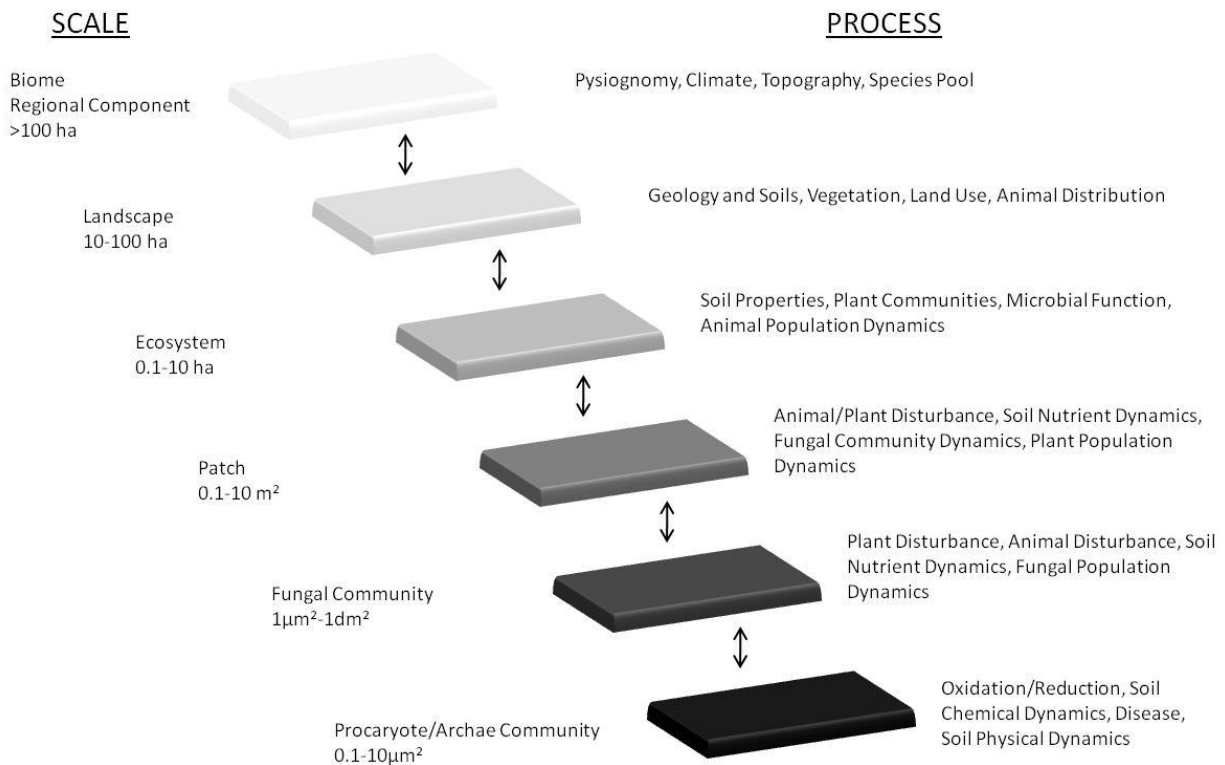 SCALE
PROCESS
Biome
Regional Component
>100 ha
Pysiognomy, Climate, Topography, Species Pool
Landscape
10-100 ha
Geology and Soils, Vegetation, Land Use, Animal Distribution
Ecosystem
0.1-10 ha
Soil Properties, Plant Communities, Microbial Function,
Animal Population Dynamics
Patch
0.1-10 m²
Animal/Plant Disturbance, Soil Nutrient Dynamics,
Fungal Community Dynamics, Plant Population
Dynamics
Fungal Community
1µm²-1dm²
Plant Disturbance, Animal Disturbance, Soil
Nutrient Dynamics, Fungal Population
Dynamics
Procaryote/Archae Community
0.1-10µm²
Oxidation/Reduction, Soil
Chemical Dynamics, Disease,
Soil Physical Dynamics